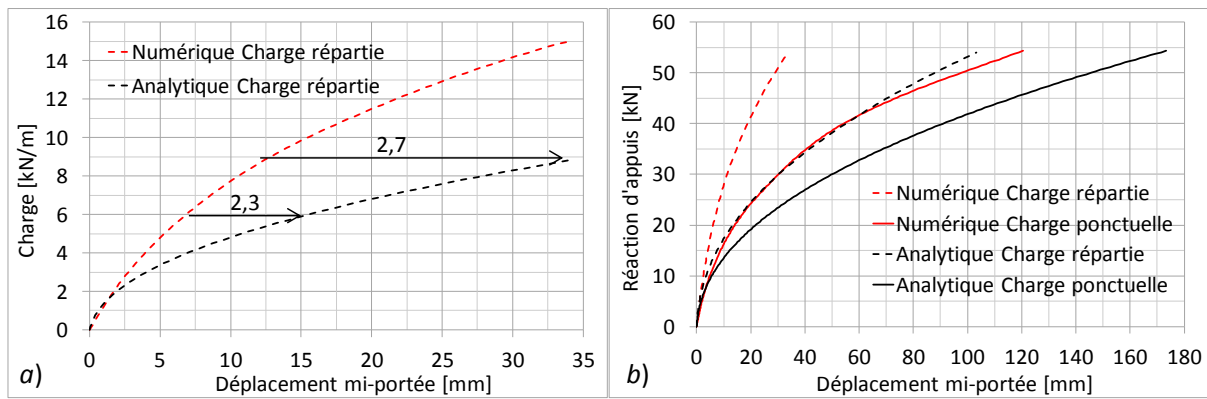 16
14
12
10
8
6
4
2
0
Charge [kN/m]
Numérique Charge répartie
Analytique Charge répartie
2,7
2,3
0 5 10 15 20 25 30 35
Déplacement mi-portée [mm]
a)
60
50
40
30
20
10
0
Réaction d'appuis [kN]
Numérique Charge répartie
Numérique Charge ponctuelle
Analytique Charge répartie
Analytique Charge ponctuelle
0 20 40 60 80 100 120 140 160 180
Déplacement mi-portée [mm]
b)